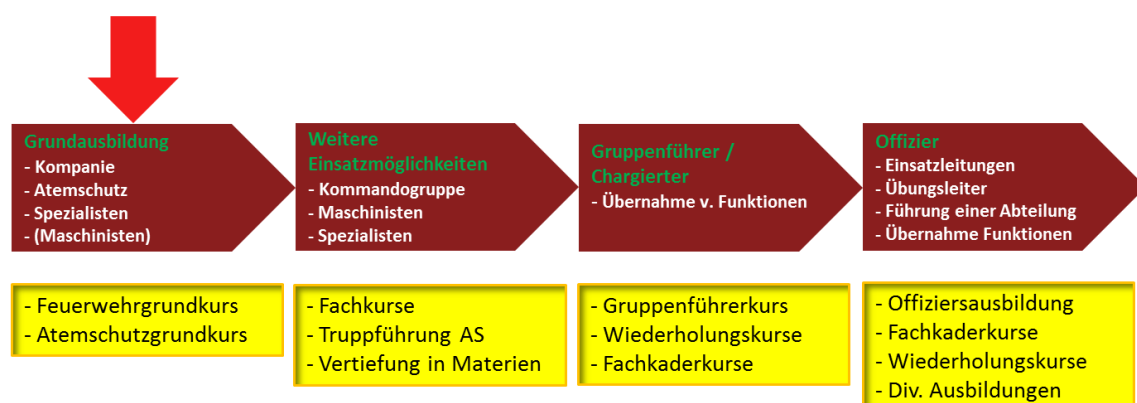 Grundausbildung
- Kompanie
- Atemschutz
- Spezialisten
- (Maschinisten)
Weitere
Einsatzmöglichkeiten
- Kommandogruppe
- Maschinisten
- Spezialisten
Gruppenführer /
Chargierter
- Übernahme v. Funktionen
Offizier
- Einsatzleitungen
- Übungsleiter
- Führung einer Abteilung
- Übernahme Funktionen
- Feuerwehrgrundkurs
- Atemschutzgrundkurs
- Fachkurse
- Truppführung AS
- Vertiefung in Materien
- Gruppenführerkurs
- Wiederholungskurse
- Fachkaderkurse
- Offiziersausbildung
- Fachkaderkurse
- Wiederholungskurse
- Div. Ausbildungen